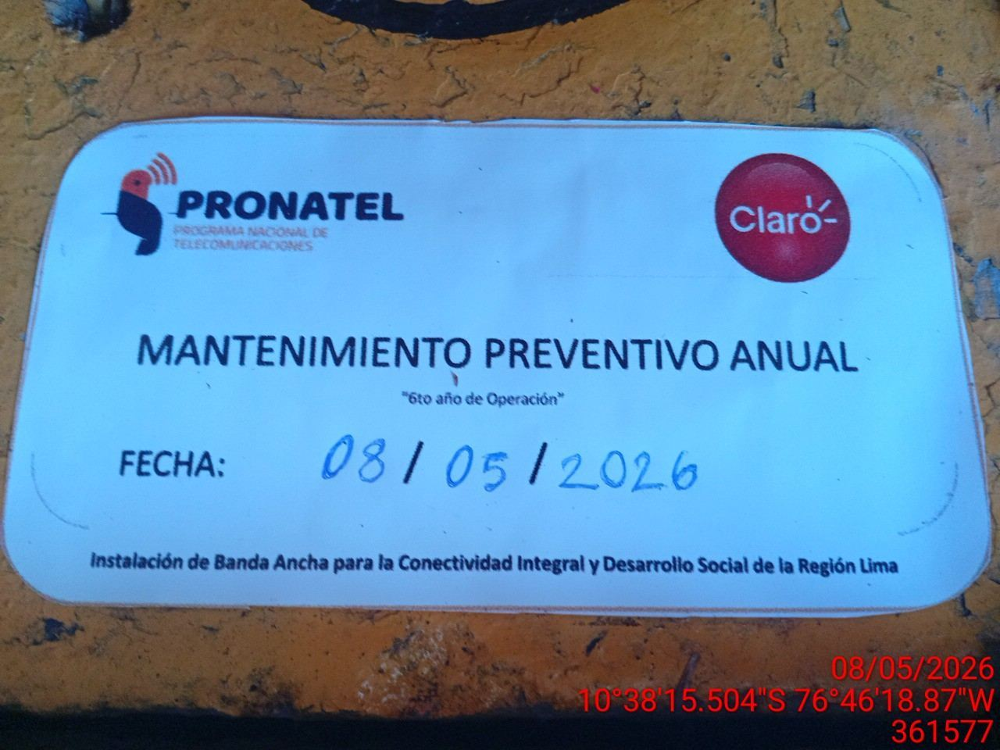 PRONATEL
PROGRAMA NACIONAL DE
TELECOMUNICACIONES
Claro
MANTENIMIENTO PREVENTIVO ANUAL
"6to año de Operación"
FECHA: 08/05/2026
Instalación de Banda Ancha para la Conectividad Integral y Desarrollo Social de la Región Lima
08/05/2026
10°38'15.504"S 76°46'18.87"W
361577